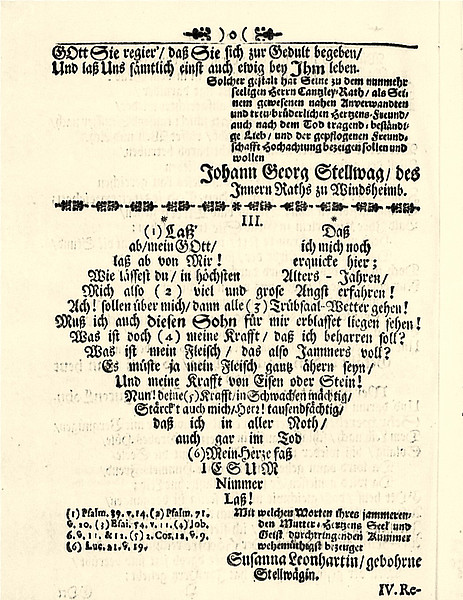 ) o (
GOtt Sie regier'/ daß Sie sich zur Gedult begeben/
Und laß Uns sämtlich einst auch ewig bey Ihm leben.
Solcher gestalt hat Seine zu dem nunmehr
seeligen Herrn Cantzley-Rath/ als Sei-
nem gewesenen nahen Anverwandten
und treu-brüderlichen Hertzens-Freund/
auch nach dem Tod tragend-beständi-
ge Lieb/ und der gepflogenen Freund-
schafft Hochachtung bezeigen sollen und
wollen
Johann Georg Stellwag/ des
Innern Raths zu Windsheimb.
III.
(1) Laß' Daß
ab/mein GOtt/ ich mich noch
laß ab von Mir! erquicke hier;
Wie lässest du/ in höchsten Alters-Jahren/
Mich also (2) viel und grose Angst erfahren!
Ach! sollen über mich/ dann alle (3) Trübsaal-Wetter gehen!
Muß ich auch diesen Sohn für mir erblasset liegen sehen!
Was ist doch (4) meine Krafft/ daß ich beharren soll?
Was ist mein Fleisch/ das also Jammers voll?
Es müste ja mein Fleisch gantz ähern seyn/
Und meine Krafft von Eisen oder Stein!
Nun! deine (5) Krafft/ in Schwachen mächtig/
Stärck't auch mich/ Herz! tausendsächtig/
daß ich in aller Noth/
auch gar im Tod
(6) Mein Herze faß
IESUM
Nimmer
Laß!
(1) Psalm. 39. v. 14. (2) Psalm. 71.
v. 20. (3) Esai. 54. v. 11. (4) Job.
6. v. 11. & 12. (5) 2. Cor. 12. v. 9.
(6) Luc. 21. v. 19.
Mit welchen Worten Ihres jammeren-
den Mutter-Hertzens Seel und
Geist durchdringenden Kummer
wehemüthigst bezeuget
Susanna Leonhartin/ gebohrne
Stellwägin.
IV. Re-